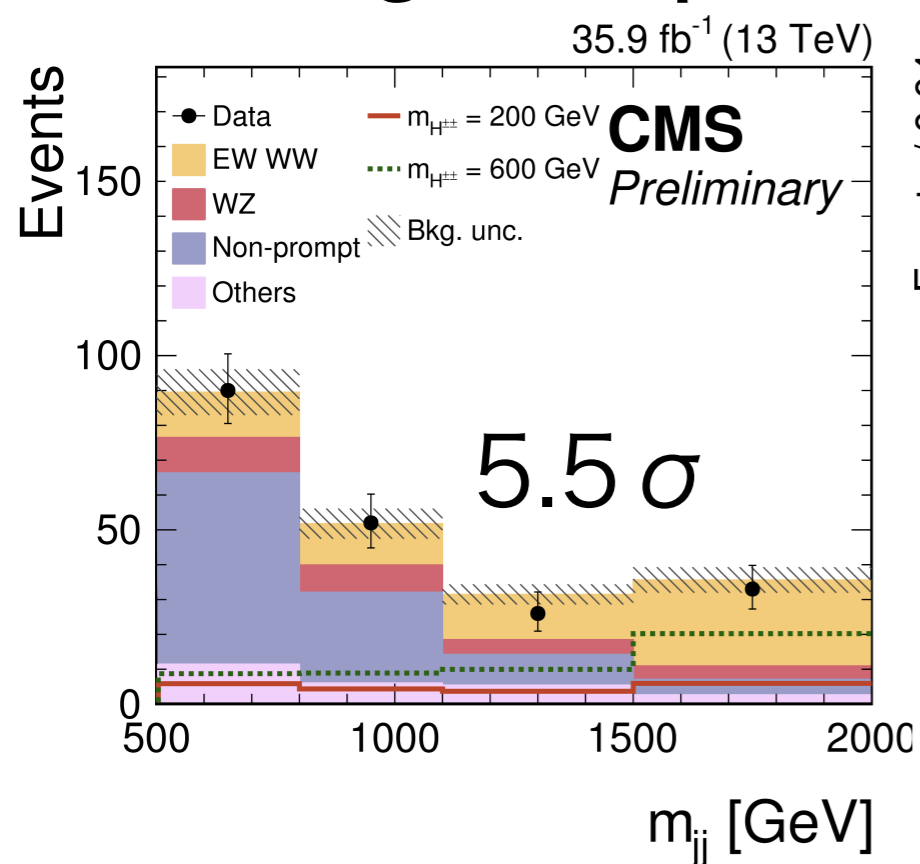 35.9 fb⁻¹ (13 TeV)
Events
Data
EW WW
WZ
Non-prompt
Others
m_H±± = 200 GeV
m_H±± = 600 GeV
Bkg. unc.
CMS
Preliminary
5.5 σ
150
100
50
0
500 1000 1500 2000
m_jj [GeV]